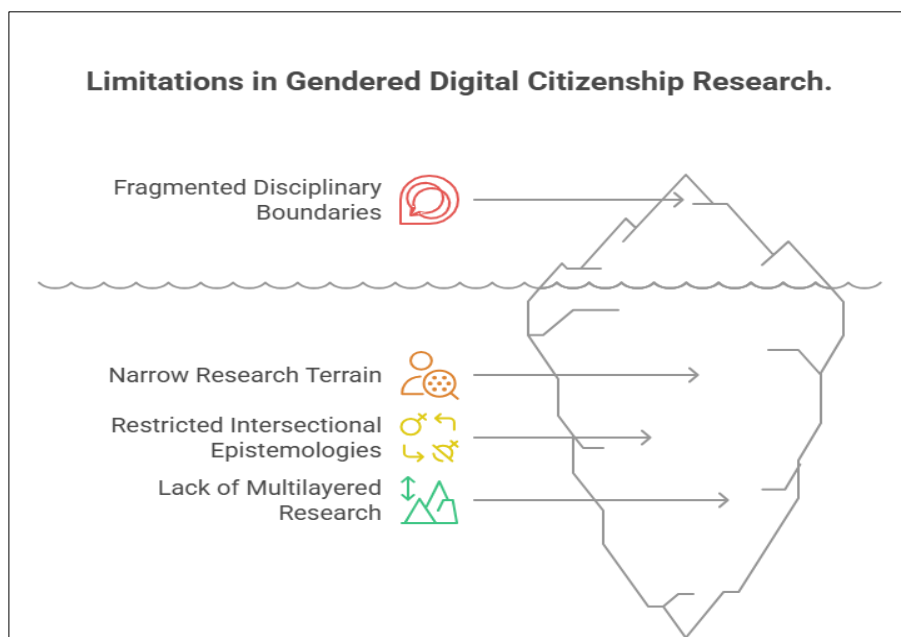 Limitations in Gendered Digital Citizenship Research.
Fragmented Disciplinary
Boundaries
Narrow Research Terrain
Restricted Intersectional
Epistemologies
Lack of Multilayered
Research